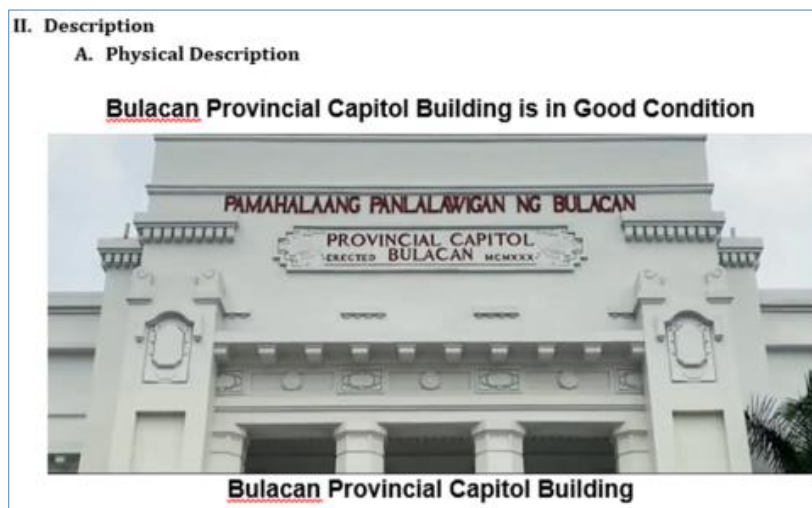 II. Description
A. Physical Description
Bulacan Provincial Capitol Building is in Good Condition
PAMAHALAANG PANLALAWIGAN NG BULACAN
PROVINCIAL CAPITOL
ERECTED BULACAN MCMXXX
Bulacan Provincial Capitol Building